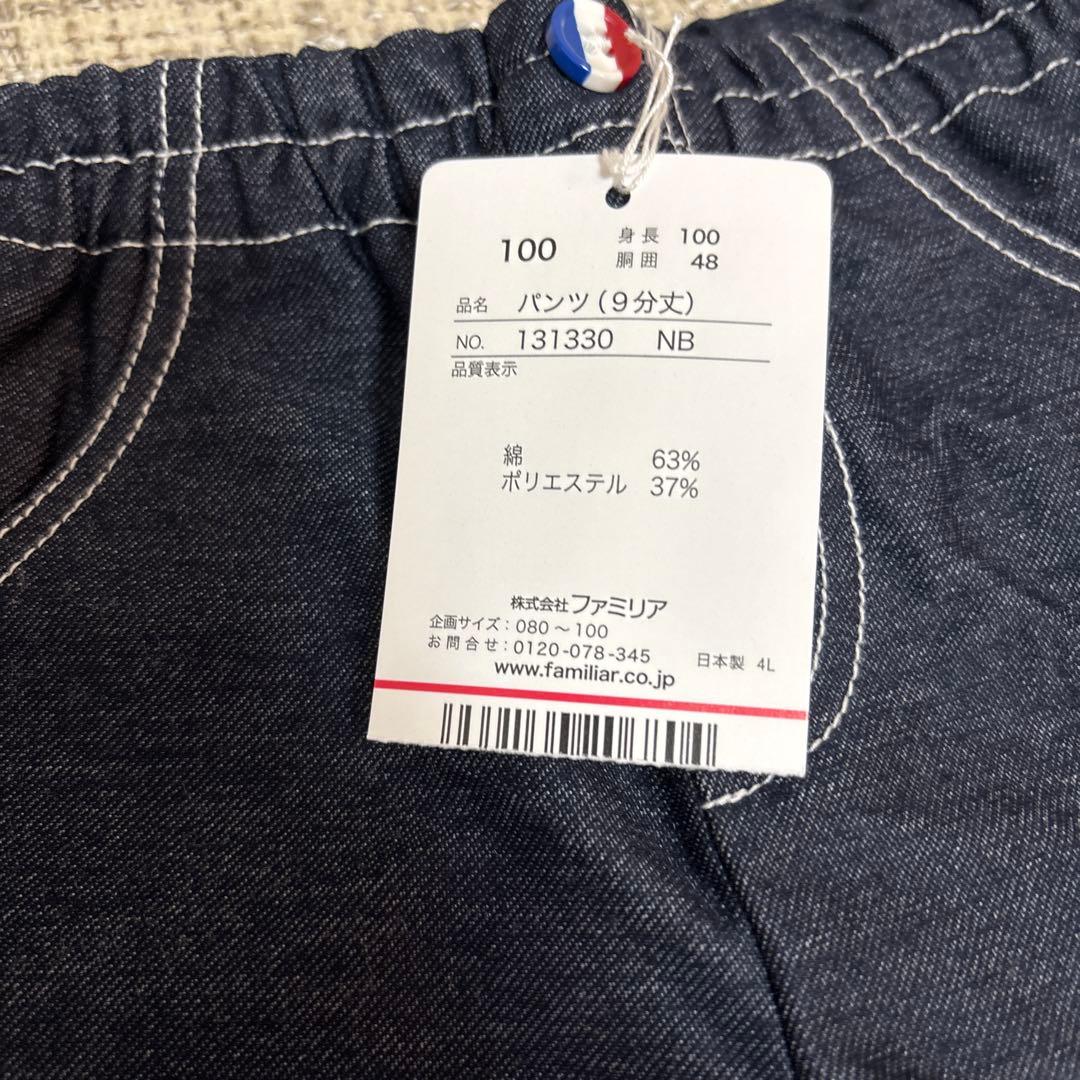 100 身長 100
胴囲 48
品名 パンツ(9分丈)
NO. 131330 NB
品質表示
綿 63%
ポリエステル 37%
株式会社ファミリア
企画サイズ:080～100
お問合せ:0120-078-345 日本製 4L
www.familiar.co.jp